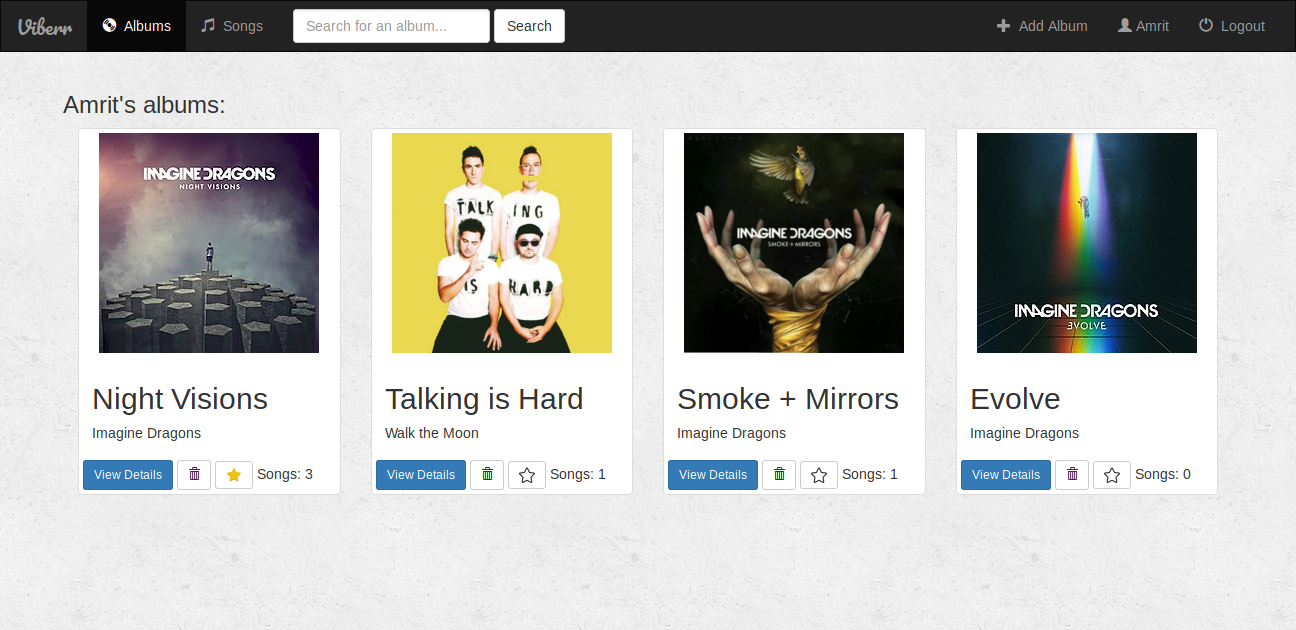 Viberr Albums Songs Search for an album... Search Add Album Amrit Logout
Amrit's albums:
IMAGINE DRAGONS
NIGHT VISIONS
TALK ING
IS HARD
IMAGINE DRAGONS
SMOKE + MIRRORS
IMAGINE DRAGONS
ƎVOLVE
Night Visions
Imagine Dragons
View Details Songs: 3
Talking is Hard
Walk the Moon
View Details Songs: 1
Smoke + Mirrors
Imagine Dragons
View Details Songs: 1
Evolve
Imagine Dragons
View Details Songs: 0